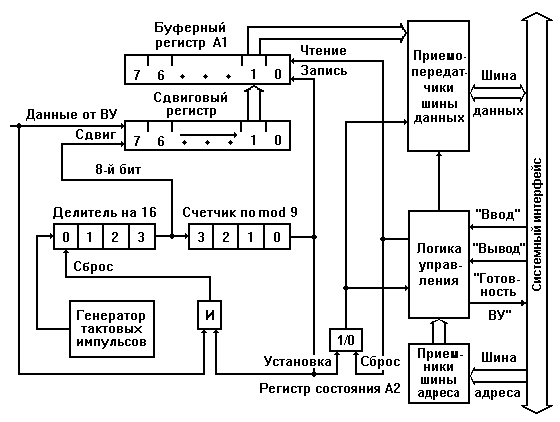 Буферный
регистр A1
7 6 • • • 1 0
Чтение
Запись
Приемо-
передат-
чики
шины
данных
Шина
данных
Системный интерфейс
Данные от ВУ
Сдвиг
Сдвиговый
регистр
7 6 • • • 1 0
8-й бит
Делитель на 16
0 1 2 3
Счетчик по mod 9
3 2 1 0
Сброс
Генератор
тактовых
импульсов
И
1/0
Установка
Сброс
Регистр состояния A2
Логика
управ-
ления
"Ввод"
"Вывод"
"Готов-
ность
ВУ"
Прием-
ники
шины
адреса
Шина
адреса